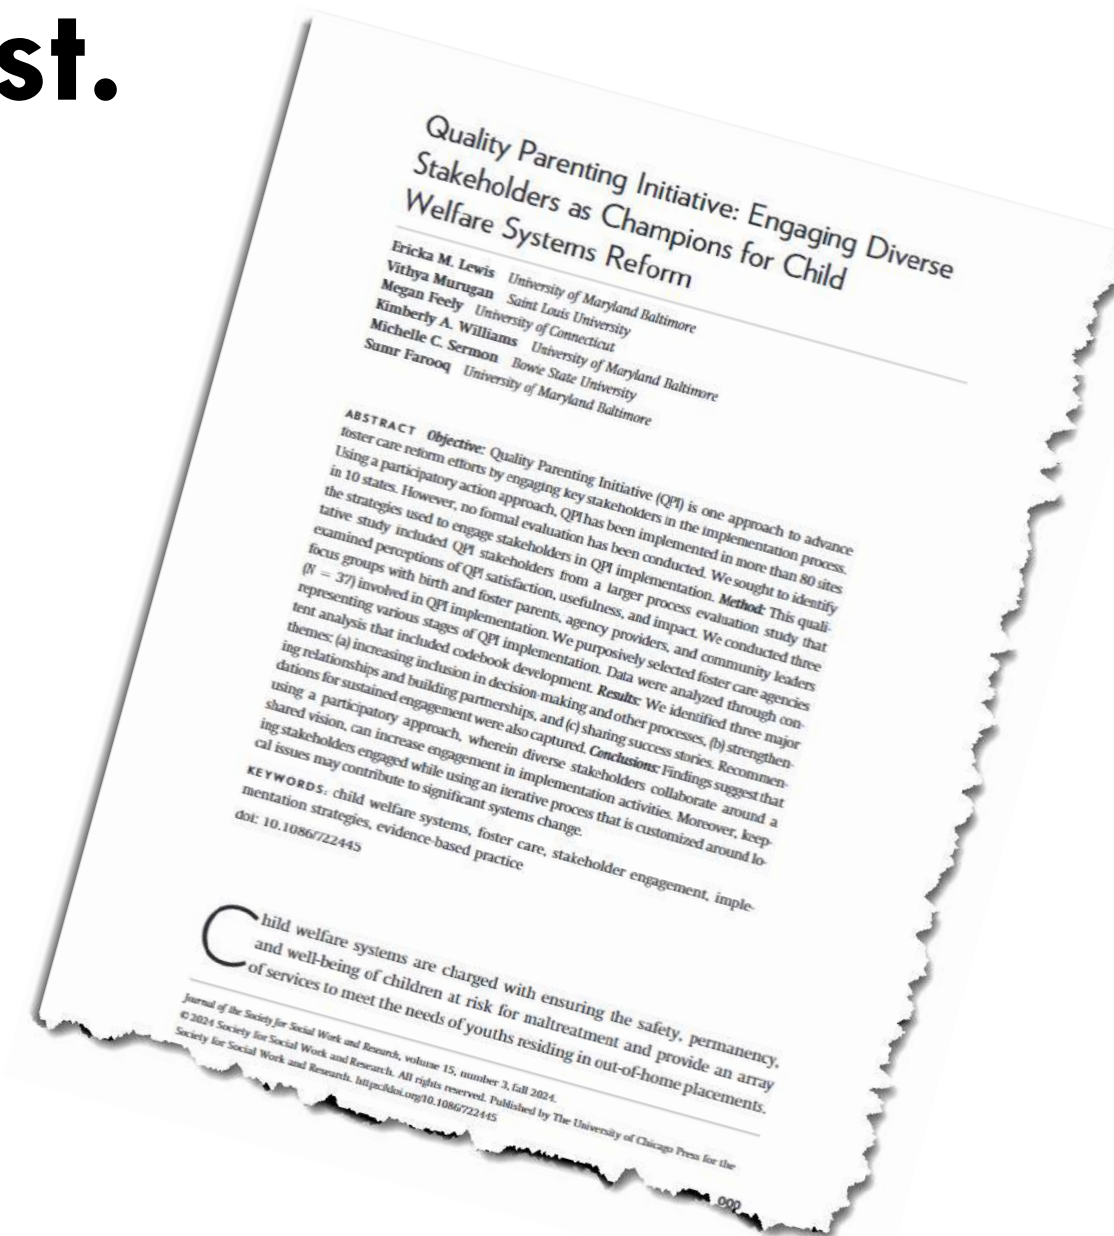 st.
Quality Parenting Initiative: Engaging Diverse
Stakeholders as Champions for Child
Welfare Systems Reform
Ericka M. Lewis University of Maryland Baltimore
Vithya Murugan Saint Louis University
Megan Feely University of Connecticut
Kimberly A. Williams University of Maryland Baltimore
Michelle C. Sermon Bowie State University
Sumr Farooq University of Maryland Baltimore
ABSTRACT Objective: Quality Parenting Initiative (QPI) is one approach to advance
foster care reform efforts by engaging key stakeholders in the implementation process.
Using a participatory action approach, QPI has been implemented in more than 80 sites
in 10 states. However, no formal evaluation has been conducted. We sought to identify
the strategies used to engage stakeholders in QPI implementation. Method: This quali-
tative study included QPI stakeholders from a larger process evaluation study that
examined perceptions of QPI satisfaction, usefulness, and impact. We conducted three
focus groups with birth and foster parents, agency providers, and community leaders
(N = 37) involved in QPI implementation. We purposively selected foster care agencies
representing various stages of QPI implementation. Data were analyzed through con-
tent analysis that included codebook development. Results: We identified three major
themes: (a) increasing inclusion in decision-making and other processes, (b) strengthen-
ing relationships and building partnerships, and (c) sharing success stories. Recommen-
dations for sustained engagement were also captured. Conclusions: Findings suggest that
using a participatory approach, wherein diverse stakeholders collaborate around a
shared vision, can increase engagement in implementation activities. Moreover, keep-
ing stakeholders engaged while using an iterative process that is customized around lo-
cal issues may contribute to significant systems change.
KEYWORDS: child welfare systems, foster care, stakeholder engagement, imple-
mentation strategies, evidence-based practice
doi: 10.1086/722445
Child welfare systems are charged with ensuring the safety, permanency,
and well-being of children at risk for maltreatment and provide an array
of services to meet the needs of youths residing in out-of-home placements.
Journal of the Society for Social Work and Research, volume 15, number 3, fall 2024.
© 2024 Society for Social Work and Research. All rights reserved. Published by The University of Chicago Press for the
Society for Social Work and Research. https://doi.org/10.1086/722445
000